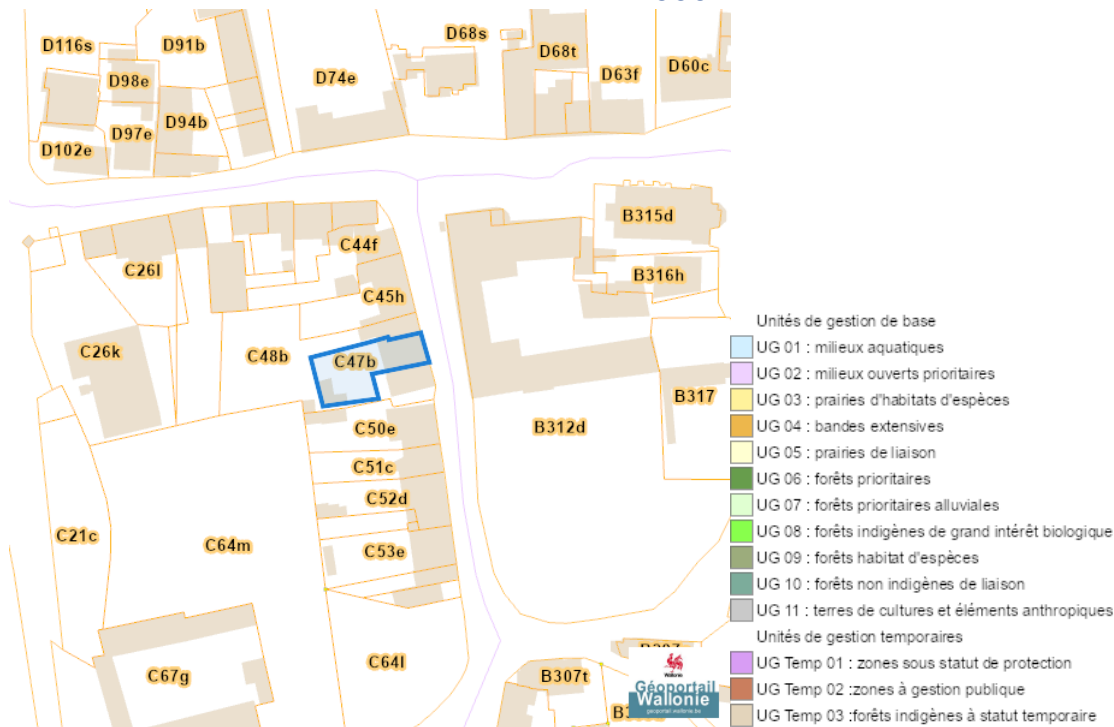 D116s
D91b
D68s
D98e
D74e
D68t
D63f
D60c
D97e
D94b
D102e
B315d
C44f
B316h
C26l
C45h
C26k
C48b
C47b
B317
C50e
B312d
C51c
C52d
C21c
C64m
C53e
C64l
C67g
B307t
Wallonie
Géoportail
Wallonie
geoportail.wallonie.be
Unités de gestion de base
UG 01 : milieux aquatiques
UG 02 : milieux ouverts prioritaires
UG 03 : prairies d'habitats d'espèces
UG 04 : bandes extensives
UG 05 : prairies de liaison
UG 06 : forêts prioritaires
UG 07 : forêts prioritaires alluviales
UG 08 : forêts indigènes de grand intérêt biologique
UG 09 : forêts habitat d'espèces
UG 10 : forêts non indigènes de liaison
UG 11 : terres de cultures et éléments anthropiques
Unités de gestion temporaires
UG Temp 01 : zones sous statut de protection
UG Temp 02 :zones à gestion publique
UG Temp 03 :forêts indigènes à statut temporaire